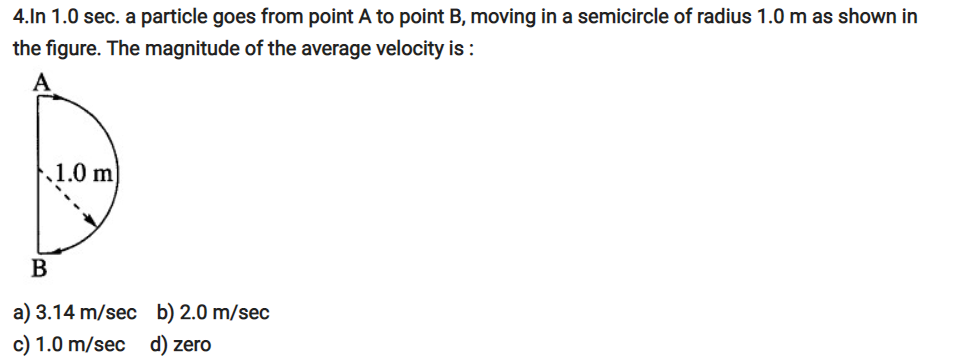 4.In 1.0 sec. a particle goes from point A to point B, moving in a semicircle of radius 1.0 m as shown in
the figure. The magnitude of the average velocity is :
A
1.0 m
B
a) 3.14 m/sec b) 2.0 m/sec
c) 1.0 m/sec d) zero